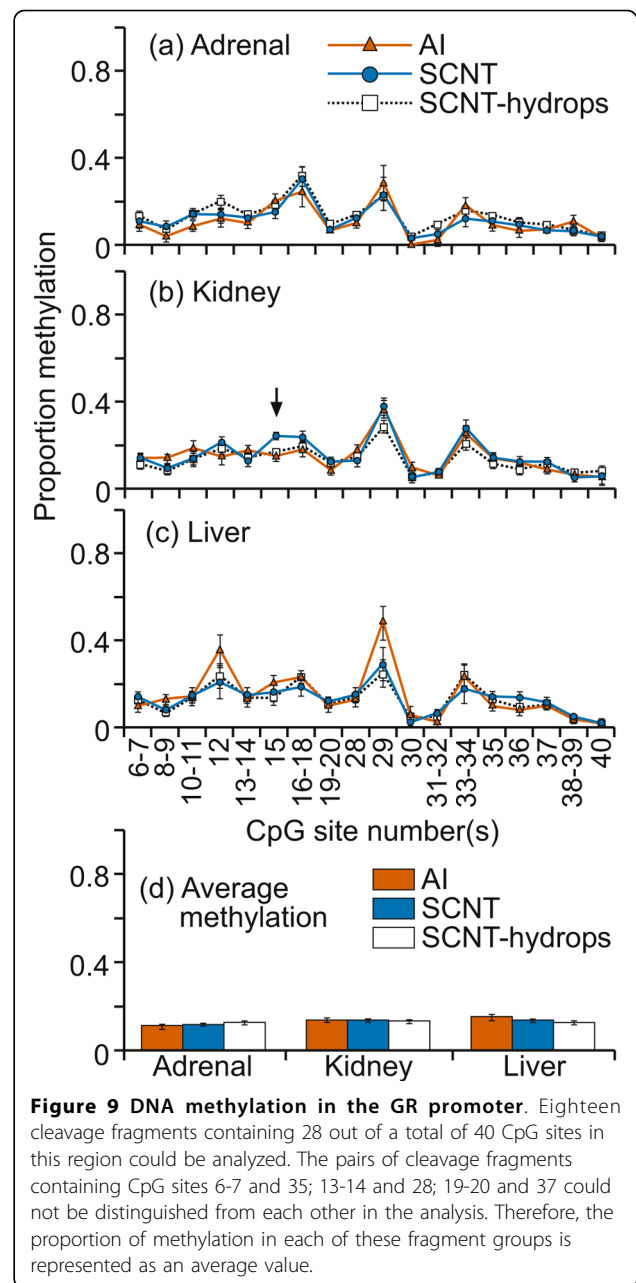 (a) Adrenal
AI
SCNT
SCNT-hydrops
0.8
0.4
0
(b) Kidney
0.8
0.4
0
Proportion methylation
(c) Liver
0.8
0.4
0
6-7
8-9
10-11
12
13-14
15
16-18
19-20
28
29
30
31-32
33-34
35
36
37
38-39
40
CpG site number(s)
(d) Average
methylation
AI
SCNT
SCNT-hydrops
0.8
0.4
0
Adrenal
Kidney
Liver
Figure 9 DNA methylation in the GR promoter. Eighteen
cleavage fragments containing 28 out of a total of 40 CpG sites in
this region could be analyzed. The pairs of cleavage fragments
containing CpG sites 6-7 and 35; 13-14 and 28; 19-20 and 37 could
not be distinguished from each other in the analysis. Therefore, the
proportion of methylation in each of these fragment groups is
represented as an average value.